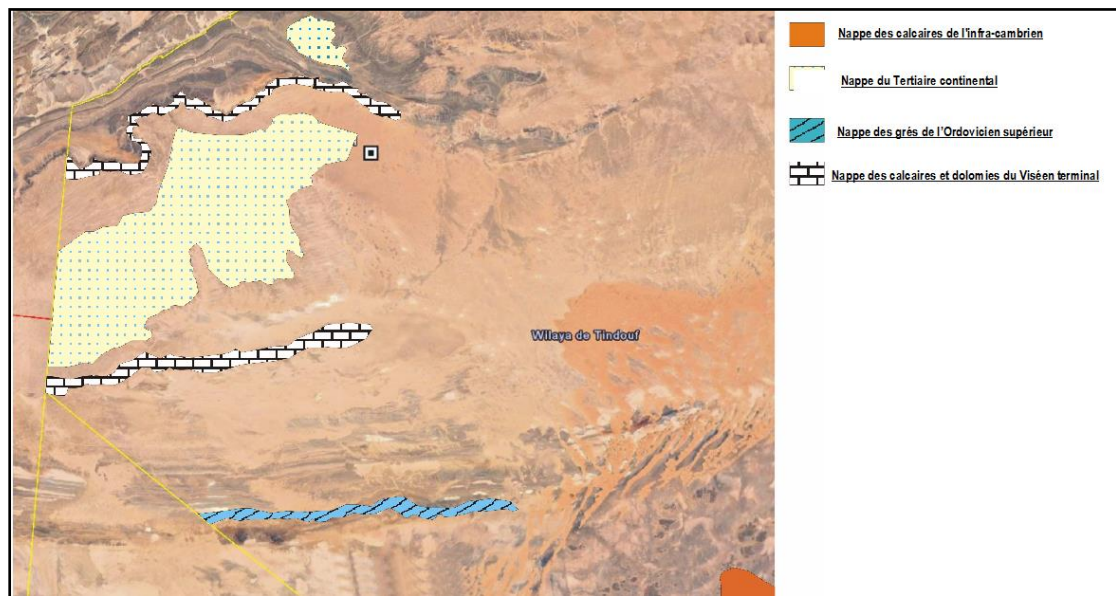 Nappe des calcaires de l'infra-cambrien
Nappe du Tertiaire continental
Nappe des grés de l'Ordovicien supérieur
Nappe des calcaires et dolomies du Viséen terminal
Wilaya de Tindouf